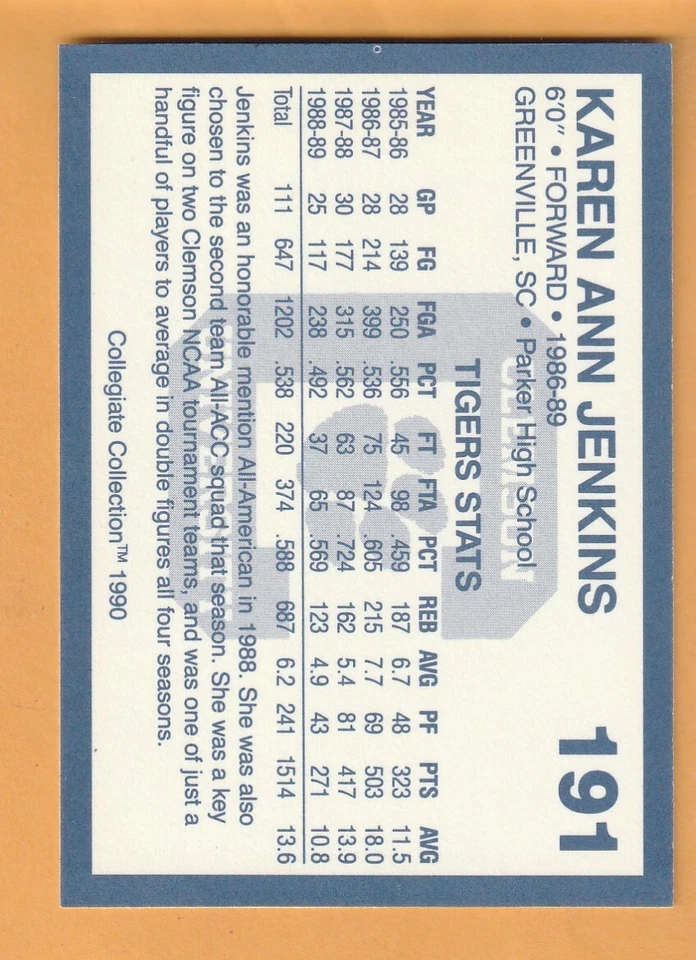 KAREN ANN JENKINS 191
6'0" • FORWARD • 1986-89
GREENVILLE, SC • Parker High School
CLEMSON
TIGERS STATS
YEAR GP FG FGA PCT FT FTA PCT REB AVG PF PTS AVG
1985-86 28 139 250 .556 45 98 .459 187 6.7 48 323 11.5
1986-87 28 214 399 .536 75 124 .605 215 7.7 69 503 18.0
1987-88 30 177 315 .562 63 87 .724 162 5.4 81 417 13.9
1988-89 25 117 238 .492 37 65 .569 123 4.9 43 271 10.8
Total 111 647 1202 .538 220 374 .588 687 6.2 241 1514 13.6
UNIVERSITY
Jenkins was an honorable mention All-American in 1988. She was also
chosen to the second team All-ACC squad that season. She was a key
figure on two Clemson NCAA tournament teams, and was one of just a
handful of players to average in double figures all four seasons.
Collegiate Collection™ 1990